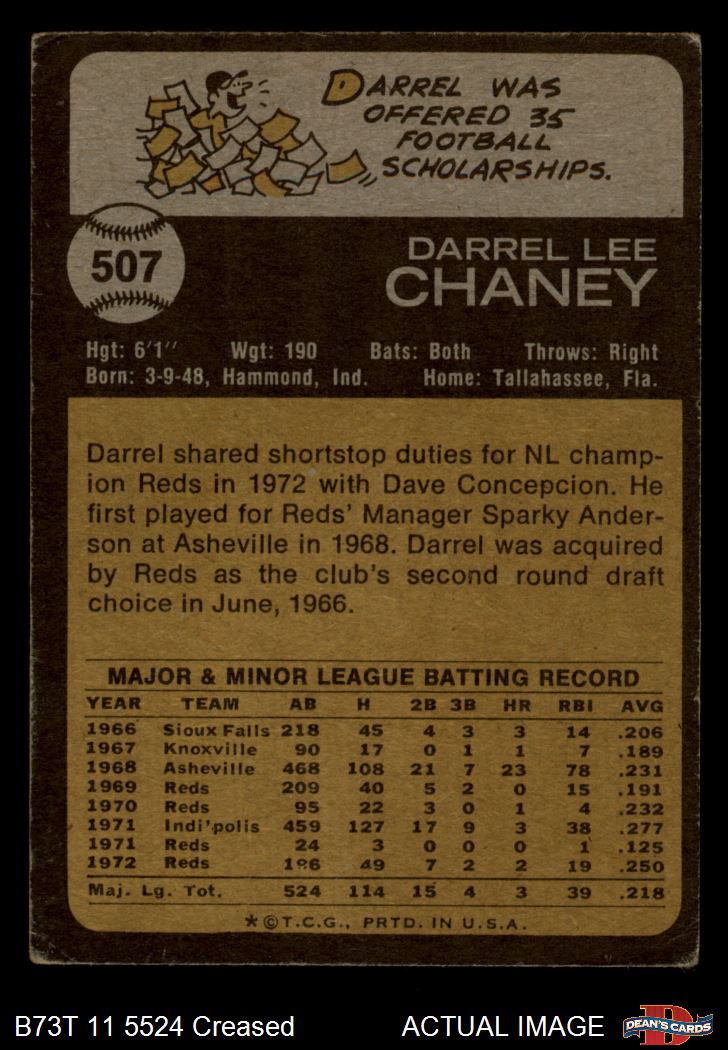 DARREL WAS
OFFERED 35
FOOTBALL
SCHOLARSHIPS.
507
DARREL LEE
CHANEY
Hgt: 6'1" Wgt: 190 Bats: Both Throws: Right
Born: 3-9-48, Hammond, Ind. Home: Tallahassee, Fla.
Darrel shared shortstop duties for NL champ-
ion Reds in 1972 with Dave Concepcion. He
first played for Reds' Manager Sparky Ander-
son at Asheville in 1968. Darrel was acquired
by Reds as the club's second round draft
choice in June, 1966.
MAJOR & MINOR LEAGUE BATTING RECORD
YEAR TEAM AB H 2B 3B HR RBI AVG
1966 Sioux Falls 218 45 4 3 3 14 .206
1967 Knoxville 90 17 0 1 1 7 .189
1968 Asheville 468 108 21 7 23 78 .231
1969 Reds 209 40 5 2 0 15 .191
1970 Reds 95 22 3 0 1 4 .232
1971 Indi'polis 459 127 17 9 3 38 .277
1971 Reds 24 3 0 0 0 1 .125
1972 Reds 196 49 7 2 2 19 .250
Maj. Lg. Tot. 524 114 15 4 3 39 .218
*©T.C.G., PRTD. IN U.S.A.
B73T 11 5524 Creased ACTUAL IMAGE
D
DEAN'S CARDS